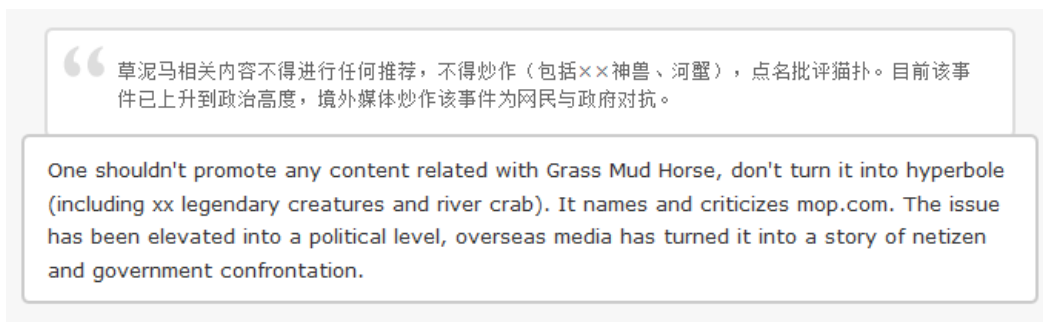 草泥马相关内容不得进行任何推荐，不得炒作（包括××神兽、河蟹），点名批评猫扑。目前该事
件已上升到政治高度，境外媒体炒作该事件为网民与政府对抗。
One shouldn't promote any content related with Grass Mud Horse, don't turn it into hyperbole
(including xx legendary creatures and river crab). It names and criticizes mop.com. The issue
has been elevated into a political level, overseas media has turned it into a story of netizen
and government confrontation.